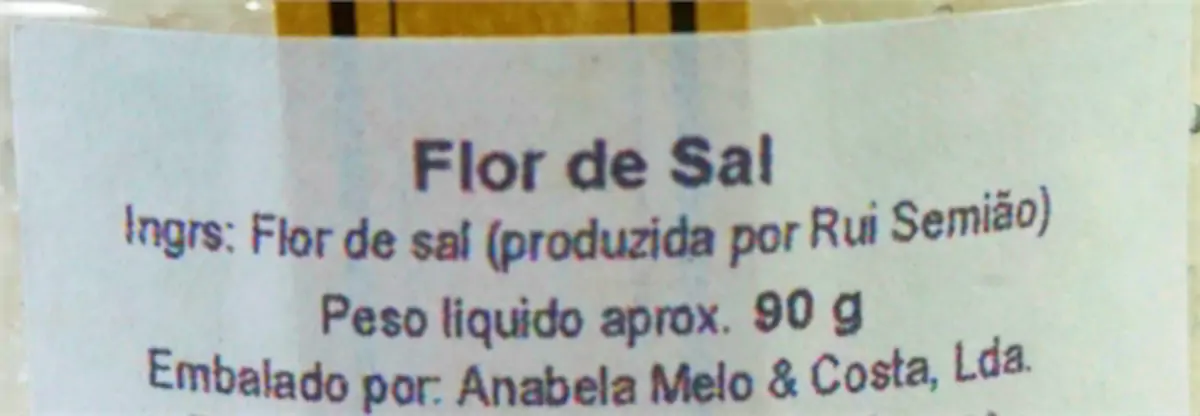 Flor de Sal
Ingrs: Flor de sal (produzida por Rui Semião)
Peso liquido aprox. 90 g
Embalado por: Anabela Melo & Costa, Lda.